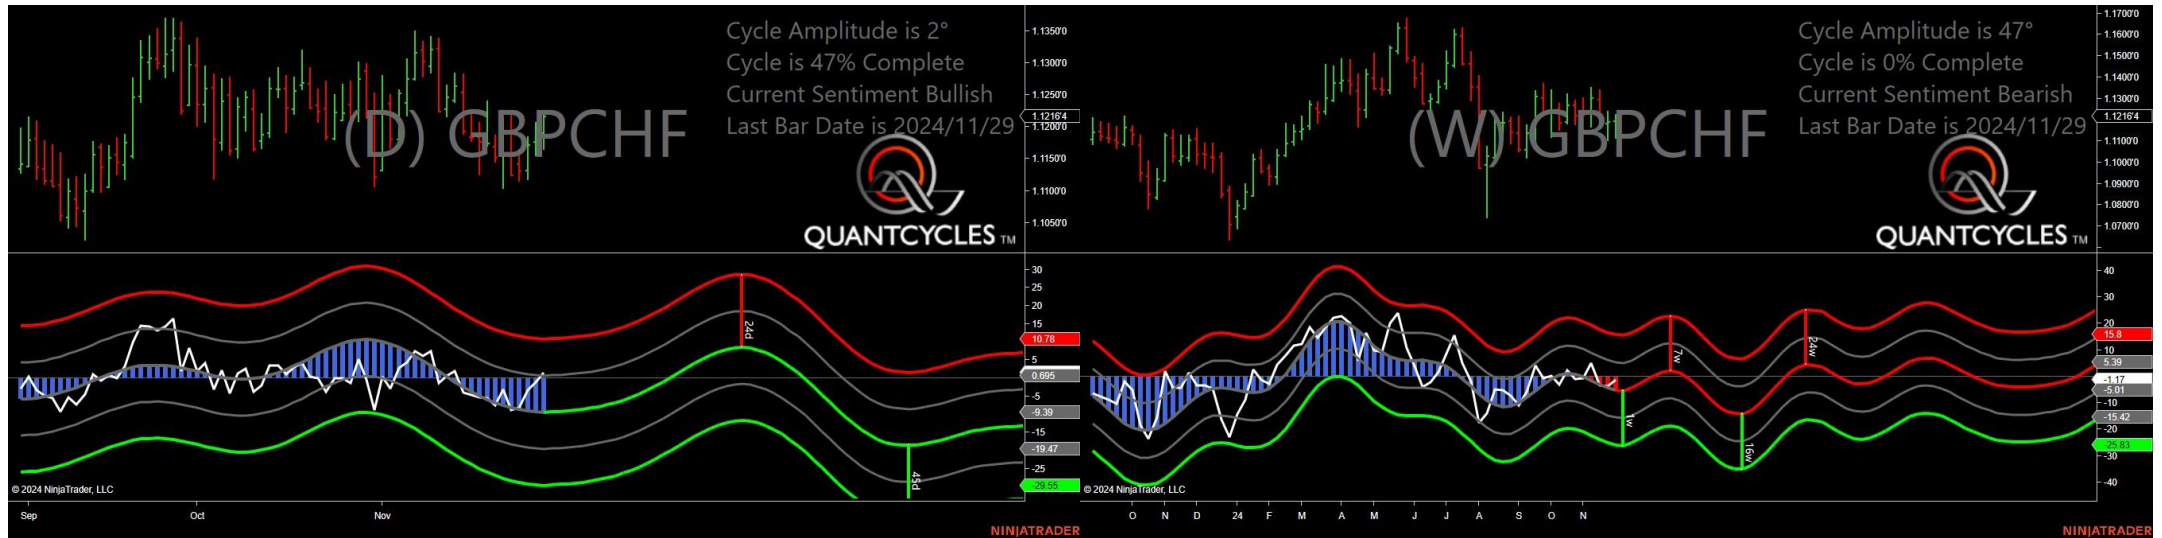 Cycle Amplitude is 2°
Cycle is 47% Complete
Current Sentiment Bullish
Last Bar Date is 2024/11/29
(D) GBPCHF
QUANTCYCLES TM
1.1350'0
1.1300'0
1.1250'0
1.1216'4
1.1200'0
1.1150'0
1.1100'0
1.1050'0
30
25
20
15
10.78
5
0.695
-5
-9.39
-15
-19.47
-25
-29.55
24d
45d
© 2024 NinjaTrader, LLC
Sep Oct Nov
NINJATRADER
Cycle Amplitude is 47°
Cycle is 0% Complete
Current Sentiment Bearish
Last Bar Date is 2024/11/29
(W) GBPCHF
QUANTCYCLES TM
1.1700'0
1.1600'0
1.1500'0
1.1400'0
1.1300'0
1.1216'4
1.1100'0
1.1000'0
1.0900'0
1.0800'0
1.0700'0
40
30
20
15.8
10
5.39
-1.17
-5.01
-10
-15.42
-20
-25.83
-30
-40
1w
7w
16w
24w
© 2024 NinjaTrader, LLC
O N D 24 F M A M J J A S O N
NINJATRADER